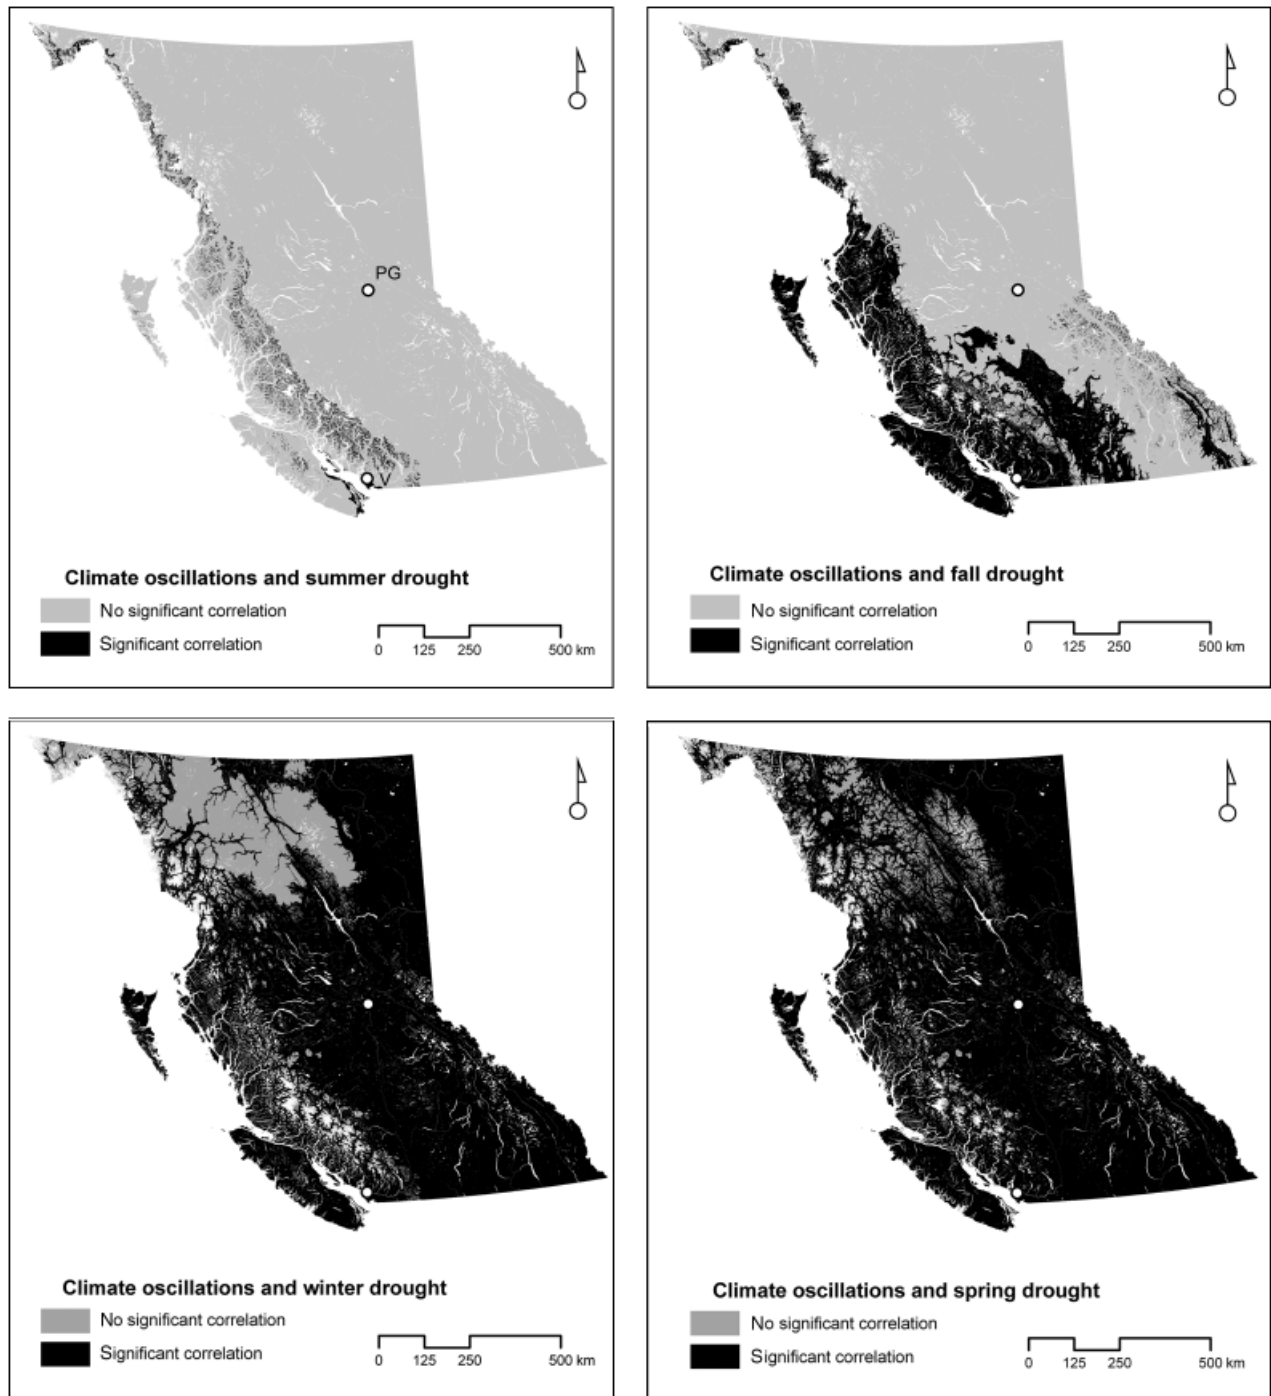 PG
V
Climate oscillations and summer drought
No significant correlation
Significant correlation
0 125 250 500 km
Climate oscillations and fall drought
No significant correlation
Significant correlation
0 125 250 500 km
Climate oscillations and winter drought
No significant correlation
Significant correlation
0 125 250 500 km
Climate oscillations and spring drought
No significant correlation
Significant correlation
0 125 250 500 km